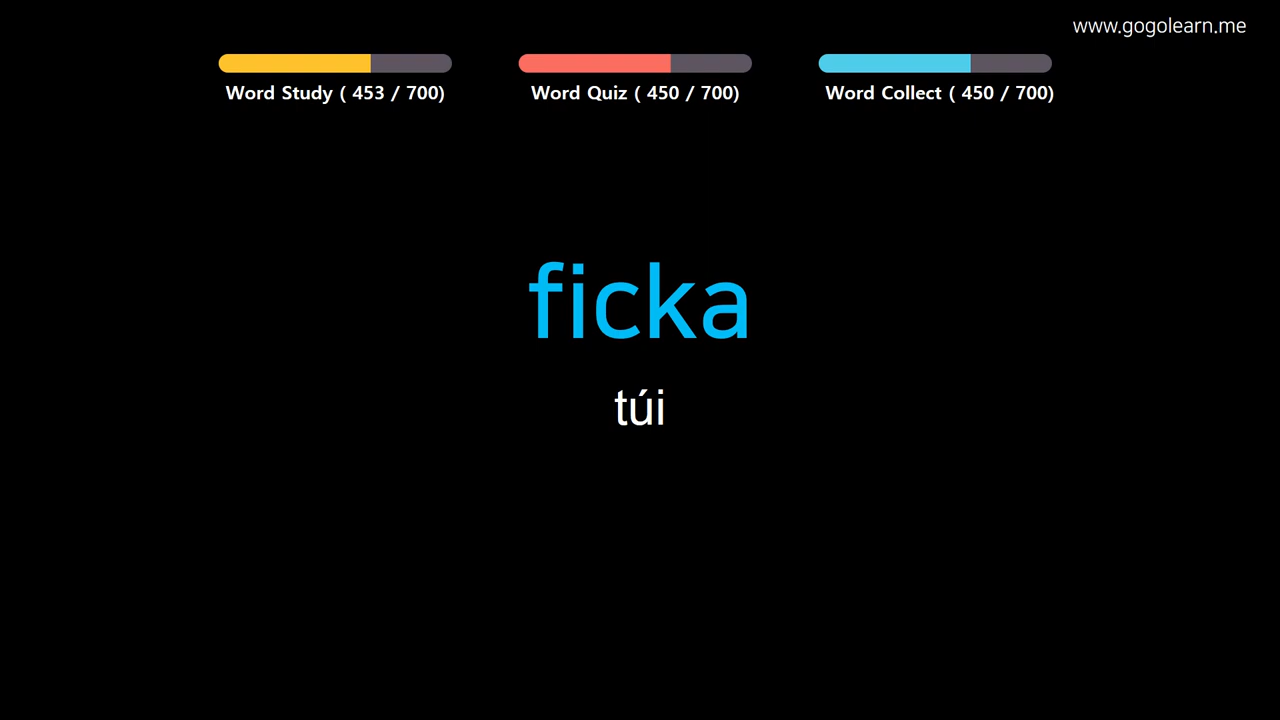 www.gogolearn.me
Word Study ( 453 / 700)
Word Quiz ( 450 / 700)
Word Collect ( 450 / 700)
ficka
túi